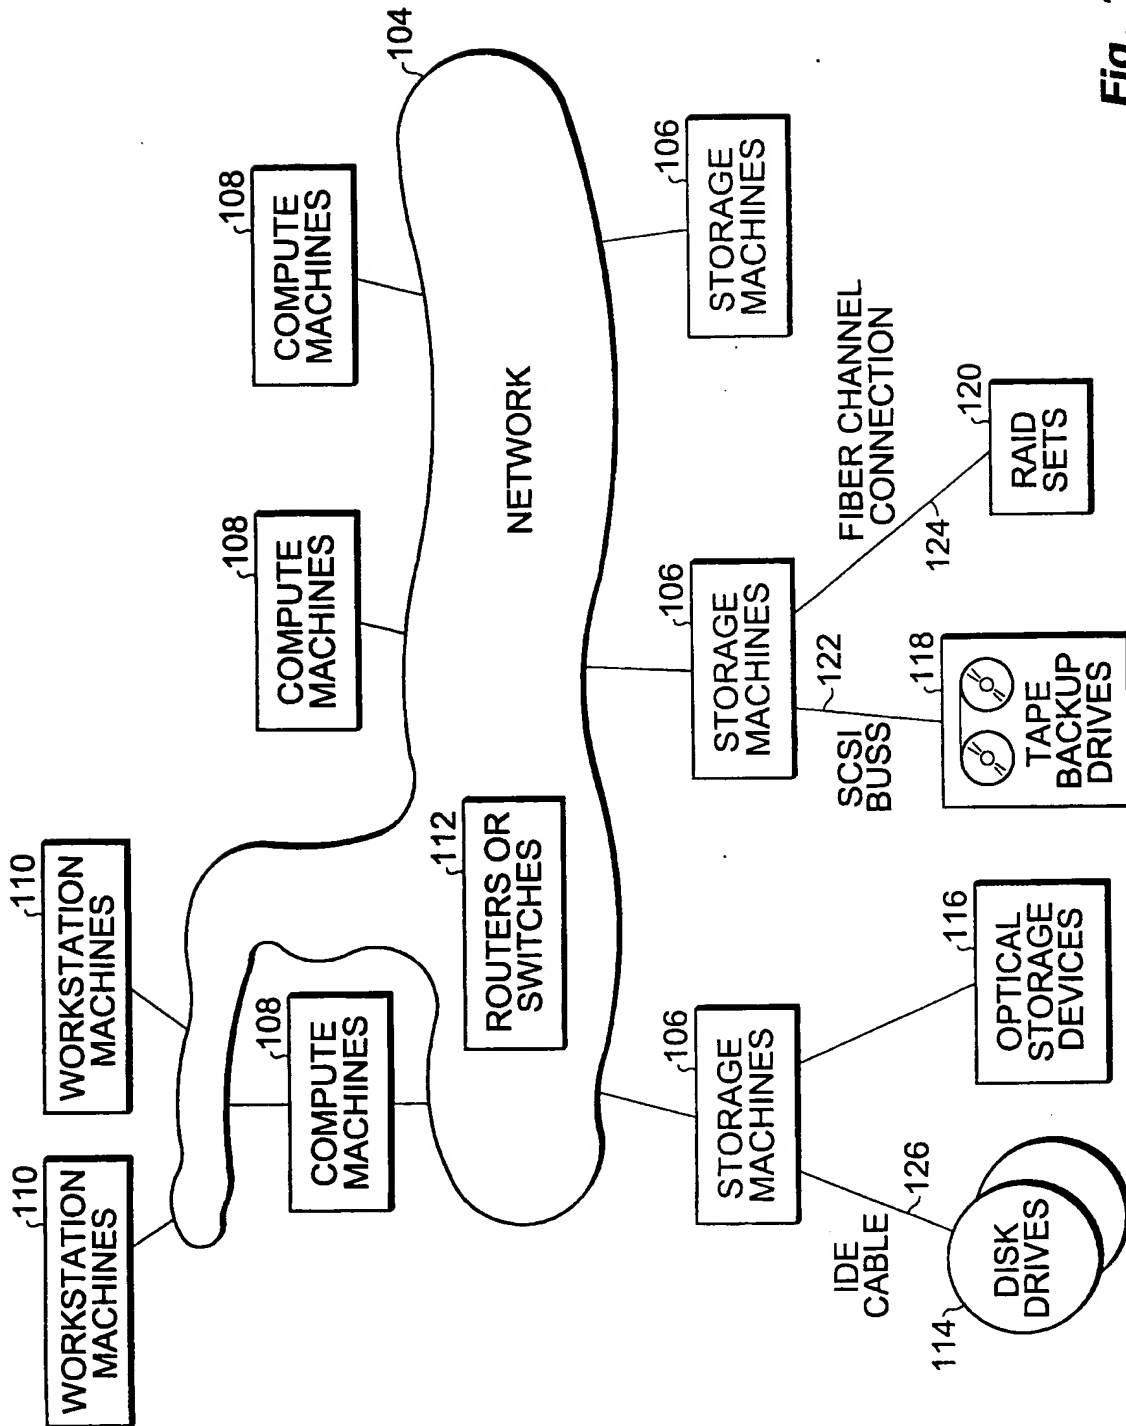 110
WORKSTATION
MACHINES
110
WORKSTATION
MACHINES
108
COMPUTE
MACHINES
108
COMPUTE
MACHINES
108
COMPUTE
MACHINES
104
NETWORK
112
ROUTERS OR
SWITCHES
106
STORAGE
MACHINES
106
STORAGE
MACHINES
106
STORAGE
MACHINES
IDE
CABLE
126
114
DISK
DRIVES
116
OPTICAL
STORAGE
DEVICES
SCSI
BUSS
122
118
TAPE
BACKUP
DRIVES
FIBER CHANNEL
CONNECTION
124
120
RAID
SETS
Fig.